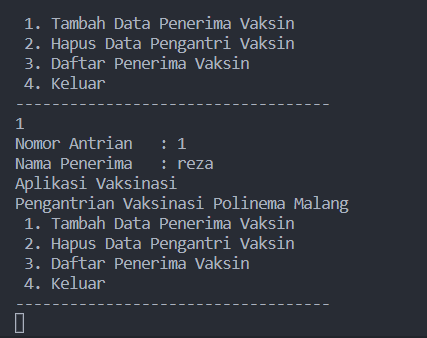 1. Tambah Data Penerima Vaksin
2. Hapus Data Pengantri Vaksin
3. Daftar Penerima Vaksin
4. Keluar
-----------------------------------
1
Nomor Antrian   : 1
Nama Penerima   : reza
Aplikasi Vaksinasi
Pengantrian Vaksinasi Polinema Malang
1. Tambah Data Penerima Vaksin
2. Hapus Data Pengantri Vaksin
3. Daftar Penerima Vaksin
4. Keluar
-----------------------------------